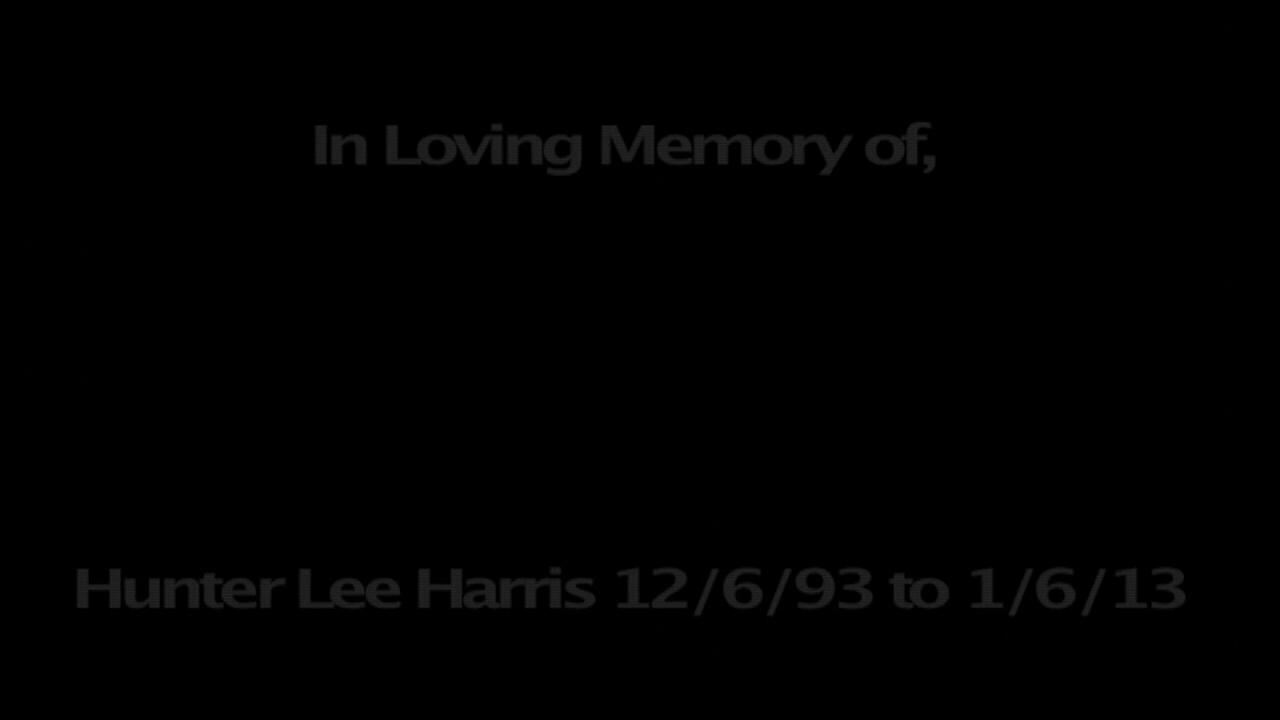 In Loving Memory of,
Hunter Lee Harris 12/6/93 to 1/6/13